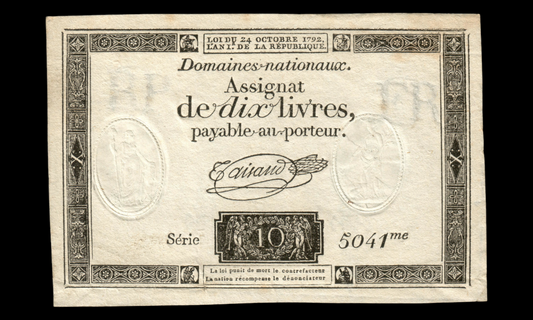 LOI DU 24 OCTOBRE 1792.
L'AN I.er DE LA RÉPUBLIQUE.
Domaines nationaux.
Assignat
de dix livres,
payable au porteur.
Taisaud
X
X
Série
10
5041me
La loi punit de mort le contrefacteur
La nation récompense le dénonciateur